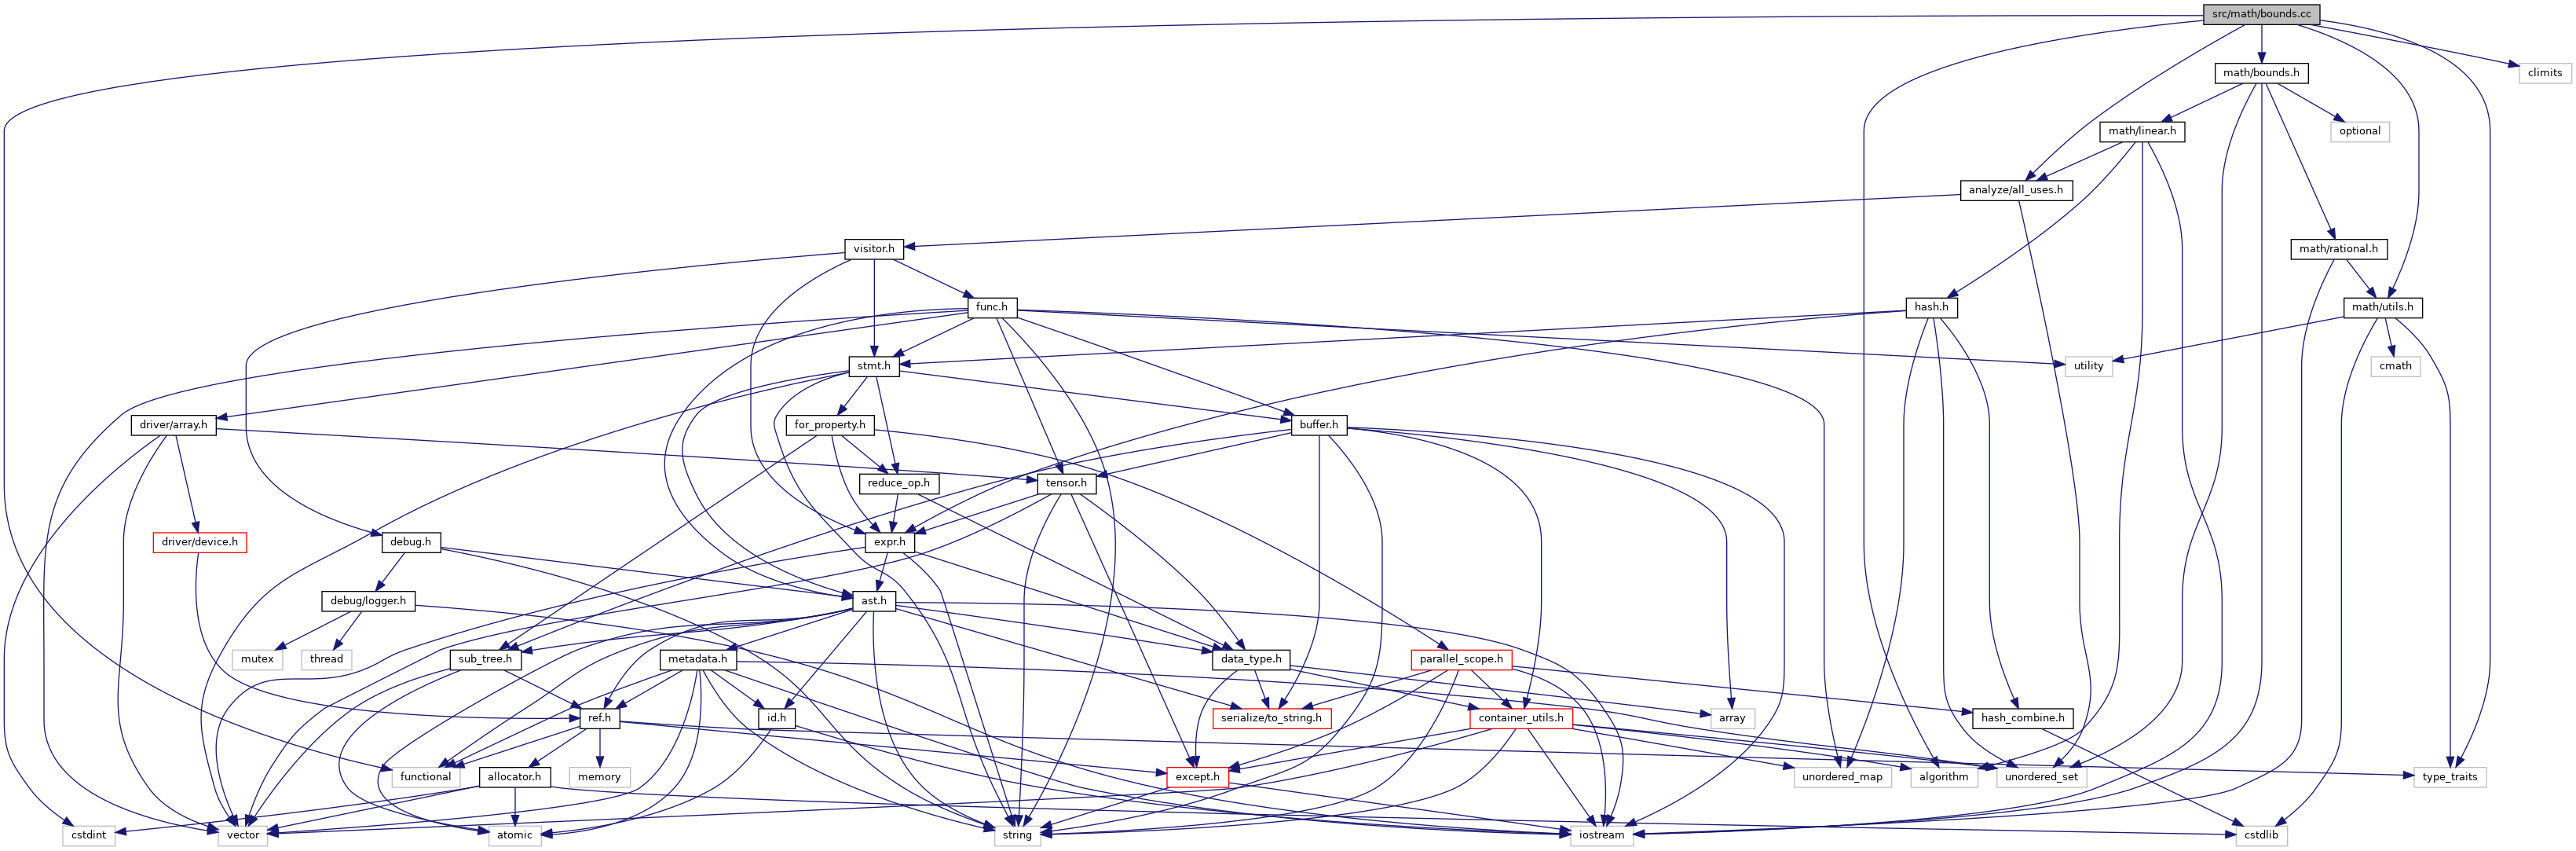 src/math/bounds.cc
math/bounds.h
climits
math/linear.h
optional
analyze/all_uses.h
visitor.h
math/rational.h
func.h
hash.h
math/utils.h
stmt.h
utility
cmath
driver/array.h
for_property.h
buffer.h
reduce_op.h
tensor.h
driver/device.h
debug.h
expr.h
debug/logger.h
ast.h
mutex
thread
sub_tree.h
metadata.h
data_type.h
parallel_scope.h
ref.h
id.h
serialize/to_string.h
container_utils.h
array
hash_combine.h
functional
allocator.h
memory
except.h
unordered_map
algorithm
unordered_set
type_traits
cstdint
vector
atomic
string
iostream
cstdlib